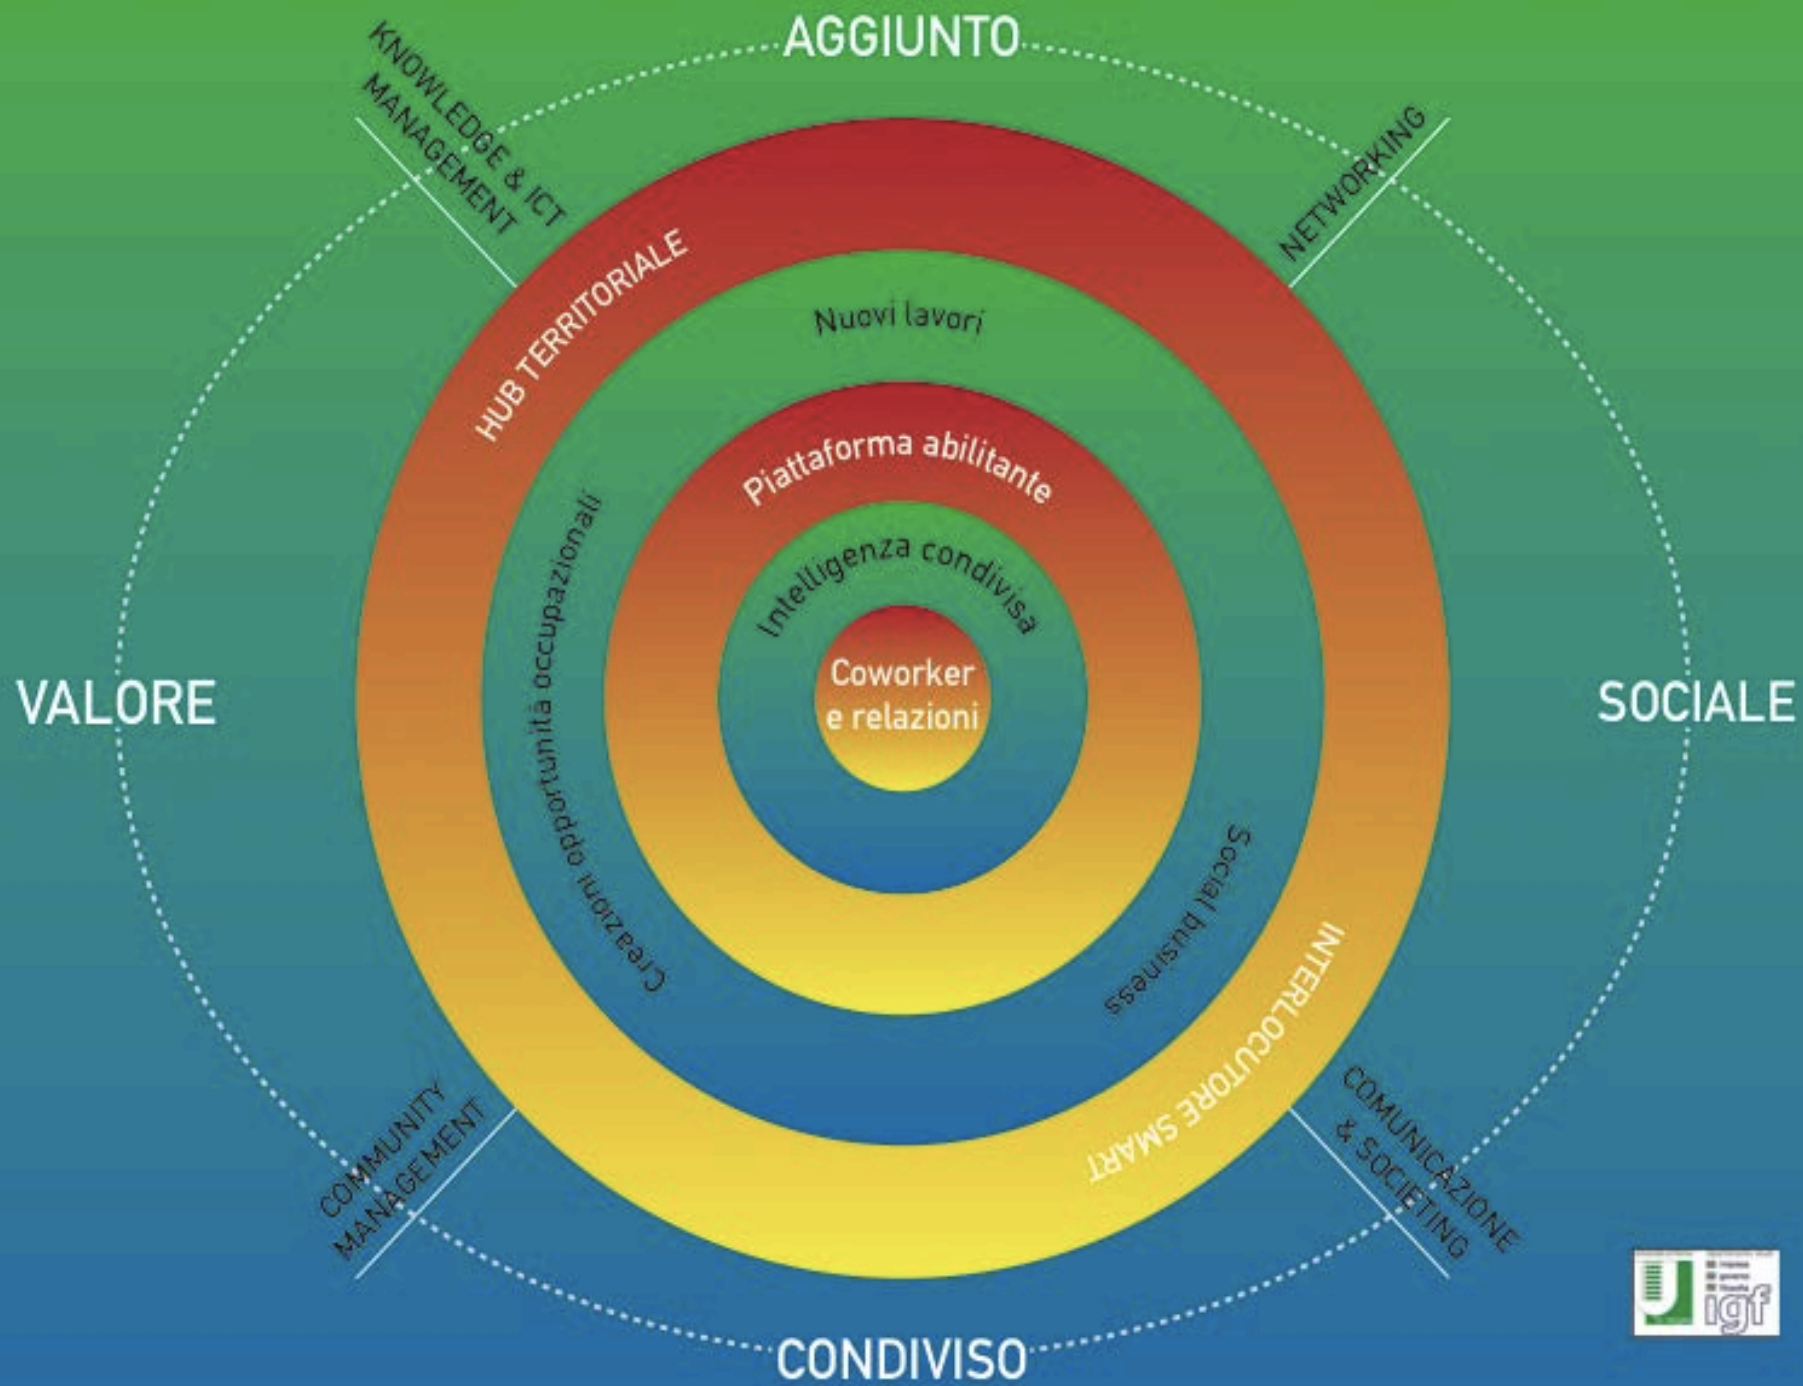 AGGIUNTO
KNOWLEDGE & ICT
MANAGEMENT
NETWORKING
HUB TERRITORIALE
Nuovi lavori
Piattaforma abilitante
Intelligenza condivisa
Coworker
e relazioni
VALORE
SOCIALE
Creazioni opportunità occupazionali
Social business
INTERLOCUTORE SMART
COMMUNITY
MANAGEMENT
COMUNICAZIONE
& SOCIETING
CONDIVISO
igf